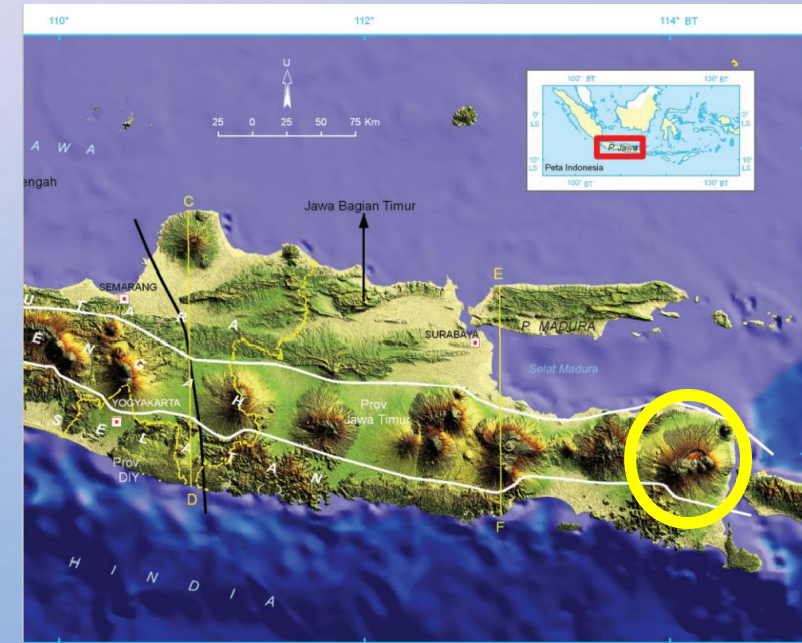 110°
112°
114° BT
U
25 0 25 50 75 Km
100° BT
130° BT
0°
LS
0°
LS
P. Jawa
10°
LS
10°
LS
Peta Indonesia
100° BT
130° BT
A W A
engah
Jawa Bagian Timur
C
SEMARANG
E
U T A R A
P. MADURA
SURABAYA
Selat Madura
E N G A H
YOGYAKARTA
Prov
Jawa Timur
S E L A T A N
Prov
DIY
D
F
H I N D I A